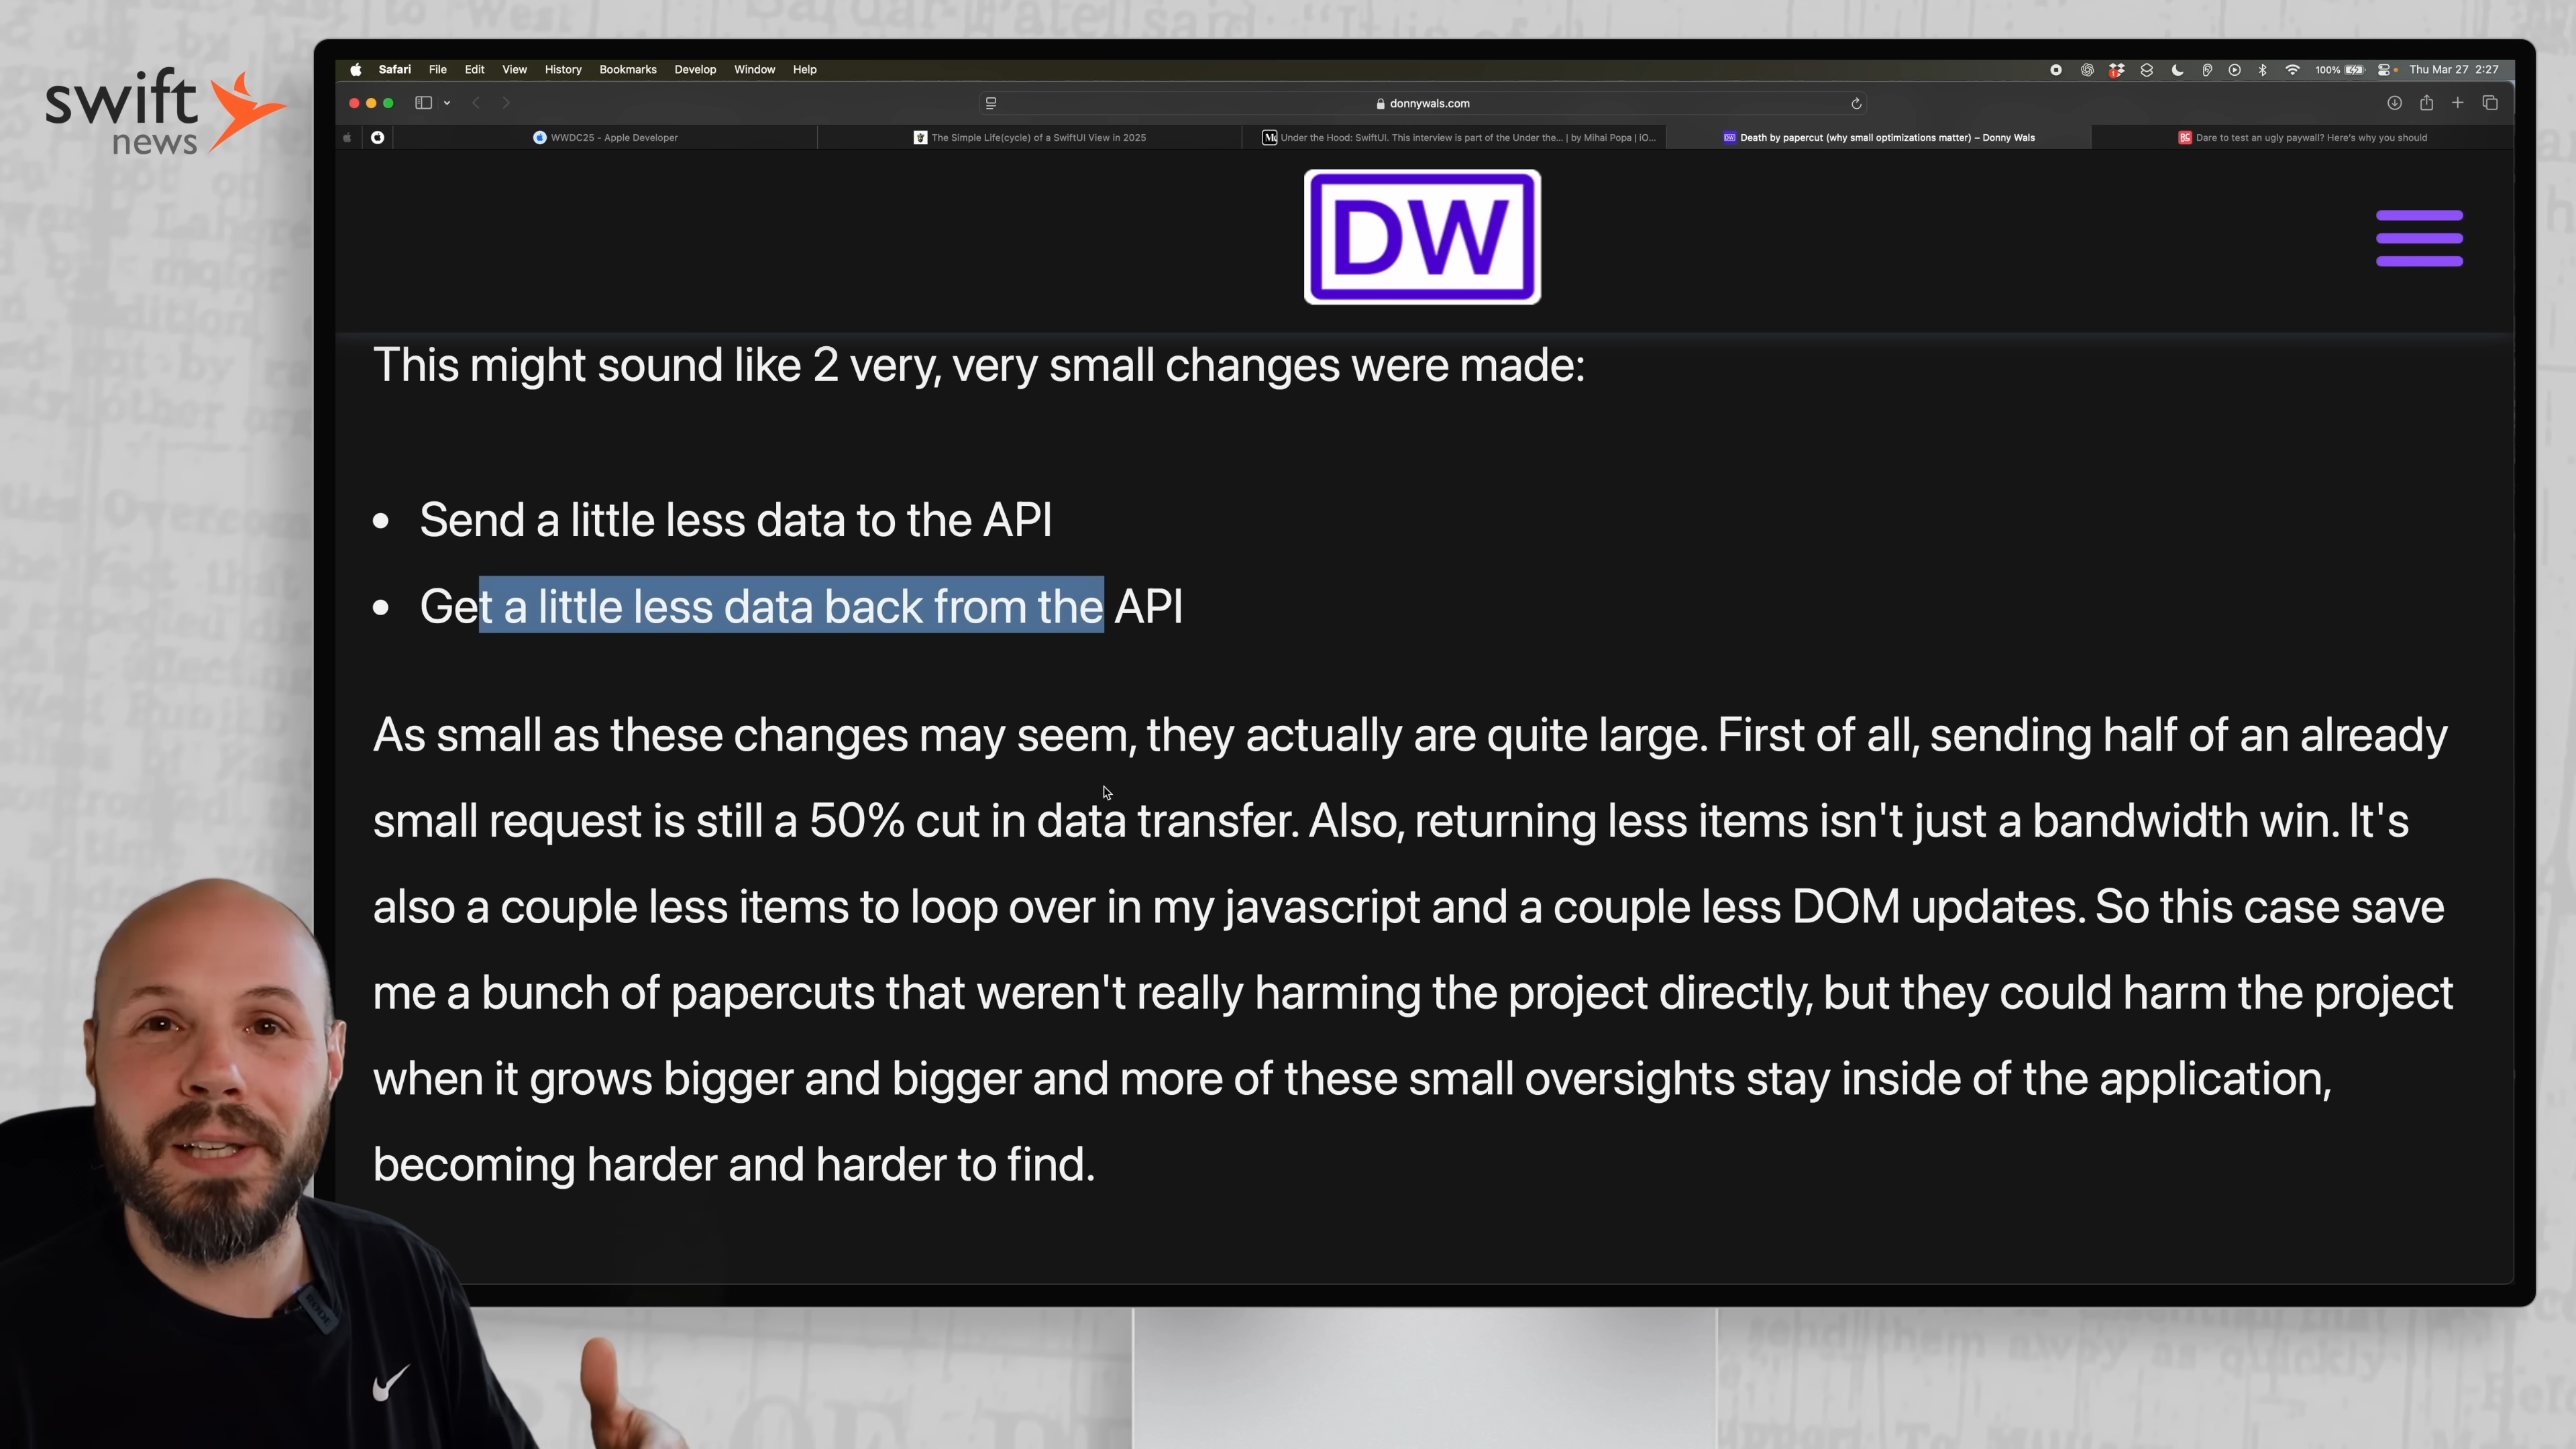 swift
news
Safari File Edit View History Bookmarks Develop Window Help
100% Thu Mar 27 2:27
donnywals.com
WWDC25 - Apple Developer
The Simple Life(cycle) of a SwiftUI View in 2025
Under the Hood: SwiftUI. This interview is part of the Under the... | by Mihai Popa | iO...
DW Death by papercut (why small optimizations matter) – Donny Wals
RC Dare to test an ugly paywall? Here's why you should
DW
This might sound like 2 very, very small changes were made:
• Send a little less data to the API
• Get a little less data back from the API
As small as these changes may seem, they actually are quite large. First of all, sending half of an already
small request is still a 50% cut in data transfer. Also, returning less items isn't just a bandwidth win. It's
also a couple less items to loop over in my javascript and a couple less DOM updates. So this case save
me a bunch of papercuts that weren't really harming the project directly, but they could harm the project
when it grows bigger and bigger and more of these small oversights stay inside of the application,
becoming harder and harder to find.
RODE